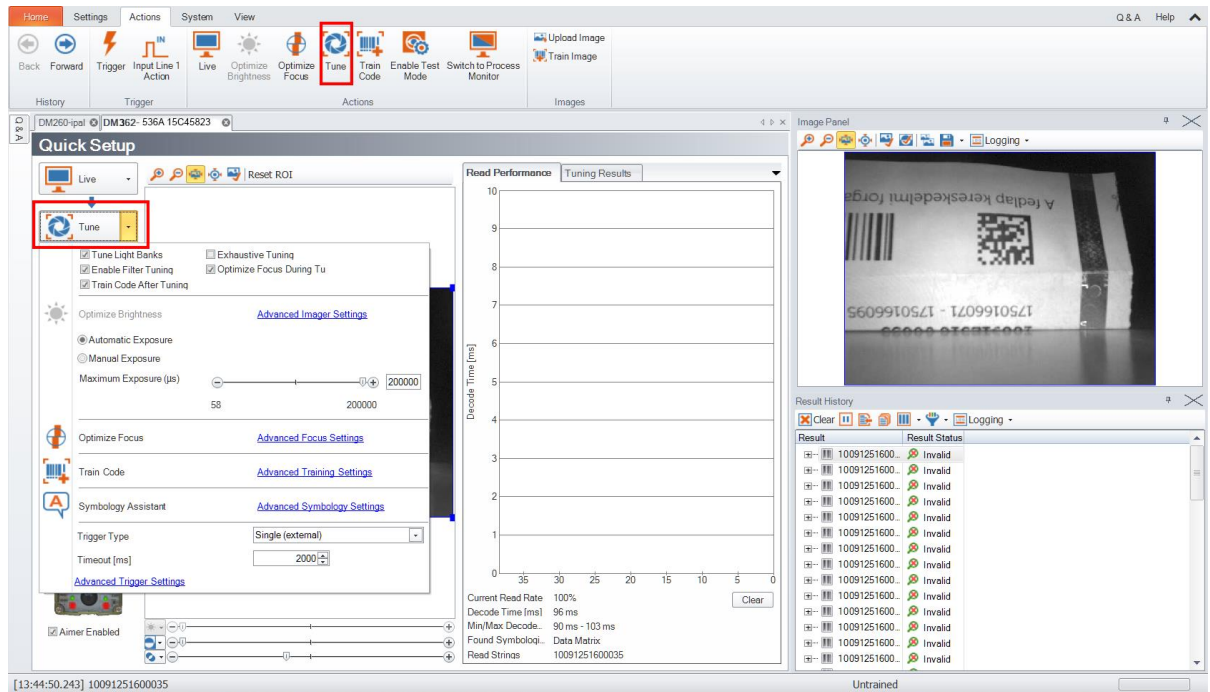 Home Settings Actions System View Q & A Help
Back Forward Trigger Input Line 1 Action Live Optimize Brightness Optimize Focus Tune Train Code Enable Test Mode Switch to Process Monitor Upload Image
IN
Train Image
History Trigger Actions Images
Q & A
DM260-ipal DM362- 536A 15C45823
Quick Setup
Live
Reset ROI
Tune
Tune Light Banks Exhaustive Tuning
Enable Filter Tuning Optimize Focus During Tu
Train Code After Tuning
Optimize Brightness Advanced Imager Settings
Automatic Exposure
Manual Exposure
Maximum Exposure (µs) 200000
58 200000
Optimize Focus Advanced Focus Settings
Train Code Advanced Training Settings
A
Symbology Assistant Advanced Symbology Settings
Trigger Type Single (external)
Timeout [ms] 2000
Advanced Trigger Settings
Aimer Enabled
Read Performance Tuning Results
Decode Time [ms]
10
9
8
7
6
5
4
3
2
1
0
35 30 25 20 15 10 5 0
Current Read Rate 100% Clear
Decode Time [ms] 96 ms
Min/Max Decode.. 90 ms - 103 ms
Found Symbologi.. Data Matrix
Read Strings 10091251600035
Image Panel
Logging
A fedlap kereskedelmi forga
1750166071 - 1750166095
Result History
Clear Logging
Result Result Status
10091251600... Invalid
10091251600... Invalid
10091251600... Invalid
10091251600... Invalid
10091251600... Invalid
10091251600... Invalid
10091251600... Invalid
10091251600... Invalid
10091251600... Invalid
10091251600... Invalid
10091251600... Invalid
10091251600... Invalid
10091251600... Invalid
10091251600... Invalid
[13:44:50.243] 10091251600035 Untrained